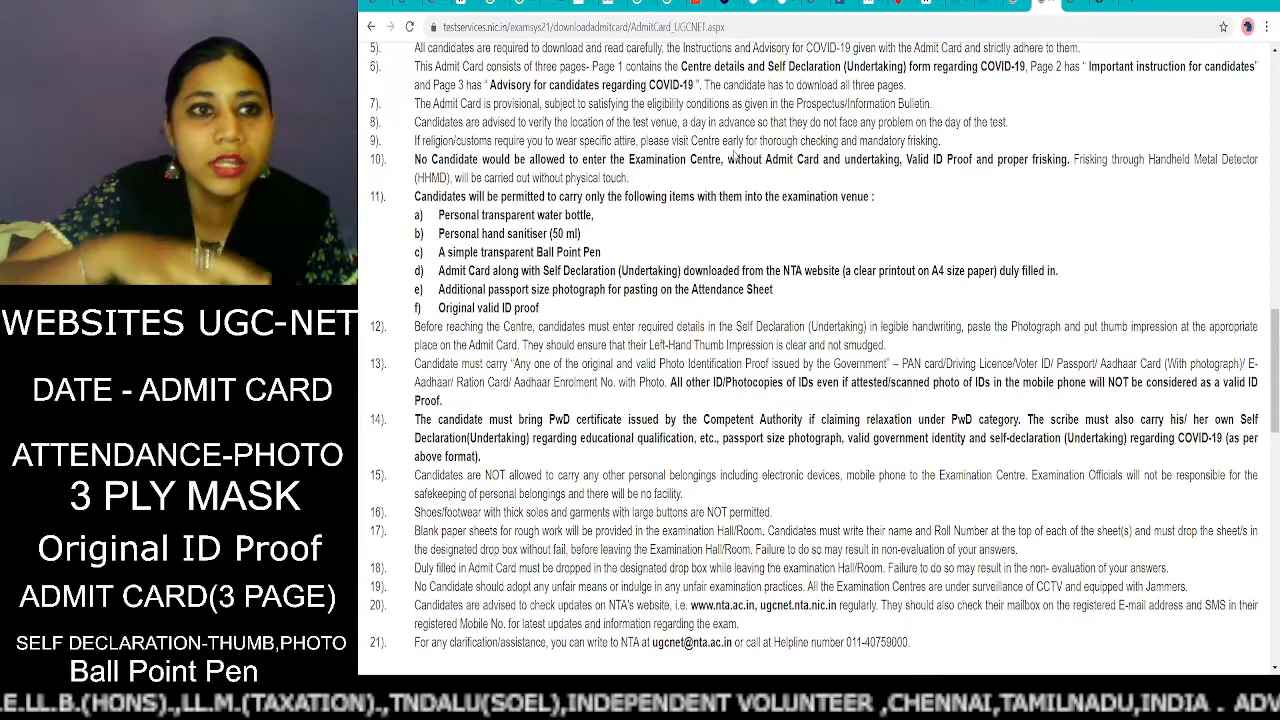 testservices.nic.in/examsys21/downloadadmitcard/AdmitCard_UGCNET.aspx
5). All candidates are required to download and read carefully, the Instructions and Advisory for COVID-19 given with the Admit Card and strictly adhere to them.
6). This Admit Card consists of three pages- Page 1 contains the Centre details and Self Declaration (Undertaking) form regarding COVID-19, Page 2 has " Important instruction for candidates"
and Page 3 has " Advisory for candidates regarding COVID-19 ". The candidate has to download all three pages.
7). The Admit Card is provisional, subject to satisfying the eligibility conditions as given in the Prospectus/Information Bulletin.
8). Candidates are advised to verify the location of the test venue, a day in advance so that they do not face any problem on the day of the test.
9). If religion/customs require you to wear specific attire, please visit Centre early for thorough checking and mandatory frisking.
10). No Candidate would be allowed to enter the Examination Centre, without Admit Card and undertaking, Valid ID Proof and proper frisking. Frisking through Handheld Metal Detector
(HHMD), will be carried out without physical touch.
11). Candidates will be permitted to carry only the following items with them into the examination venue :
a) Personal transparent water bottle,
b) Personal hand sanitiser (50 ml)
c) A simple transparent Ball Point Pen
d) Admit Card along with Self Declaration (Undertaking) downloaded from the NTA website (a clear printout on A4 size paper) duly filled in.
e) Additional passport size photograph for pasting on the Attendance Sheet
f) Original valid ID proof
12). Before reaching the Centre, candidates must enter required details in the Self Declaration (Undertaking) in legible handwriting, paste the Photograph and put thumb impression at the appropriate
place on the Admit Card. They should ensure that their Left-Hand Thumb Impression is clear and not smudged.
13). Candidate must carry "Any one of the original and valid Photo Identification Proof issued by the Government" – PAN card/Driving Licence/Voter ID/ Passport/ Aadhaar Card (With photograph)/ E-
Aadhaar/ Ration Card/ Aadhaar Enrolment No. with Photo. All other ID/Photocopies of IDs even if attested/scanned photo of IDs in the mobile phone will NOT be considered as a valid ID
Proof.
14). The candidate must bring PwD certificate issued by the Competent Authority if claiming relaxation under PwD category. The scribe must also carry his/ her own Self
Declaration(Undertaking) regarding educational qualification, etc., passport size photograph, valid government identity and self-declaration (Undertaking) regarding COVID-19 (as per
above format).
15). Candidates are NOT allowed to carry any other personal belongings including electronic devices, mobile phone to the Examination Centre. Examination Officials will not be responsible for the
safekeeping of personal belongings and there will be no facility.
16). Shoes/footwear with thick soles and garments with large buttons are NOT permitted.
17). Blank paper sheets for rough work will be provided in the examination Hall/Room. Candidates must write their name and Roll Number at the top of each of the sheet(s) and must drop the sheet/s in
the designated drop box without fail, before leaving the Examination Hall/Room. Failure to do so may result in non-evaluation of your answers.
18). Duly filled in Admit Card must be dropped in the designated drop box while leaving the examination Hall/Room. Failure to do so may result in the non- evaluation of your answers.
19). No Candidate should adopt any unfair means or indulge in any unfair examination practices. All the Examination Centres are under surveillance of CCTV and equipped with Jammers.
20). Candidates are advised to check updates on NTA's website, i.e. www.nta.ac.in, ugcnet.nta.nic.in regularly. They should also check their mailbox on the registered E-mail address and SMS in their
registered Mobile No. for latest updates and information regarding the exam.
21). For any clarification/assistance, you can write to NTA at ugcnet@nta.ac.in or call at Helpline number 011-40759000.
WEBSITES UGC-NET
DATE - ADMIT CARD
ATTENDANCE-PHOTO
3 PLY MASK
Original ID Proof
ADMIT CARD(3 PAGE)
SELF DECLARATION-THUMB,PHOTO
Ball Point Pen
.E.LL.B.(HONS).,LL.M.(TAXATION).,TNDALU(SOEL),INDEPENDENT VOLUNTEER ,CHENNAI,TAMILNADU,INDIA . ADV